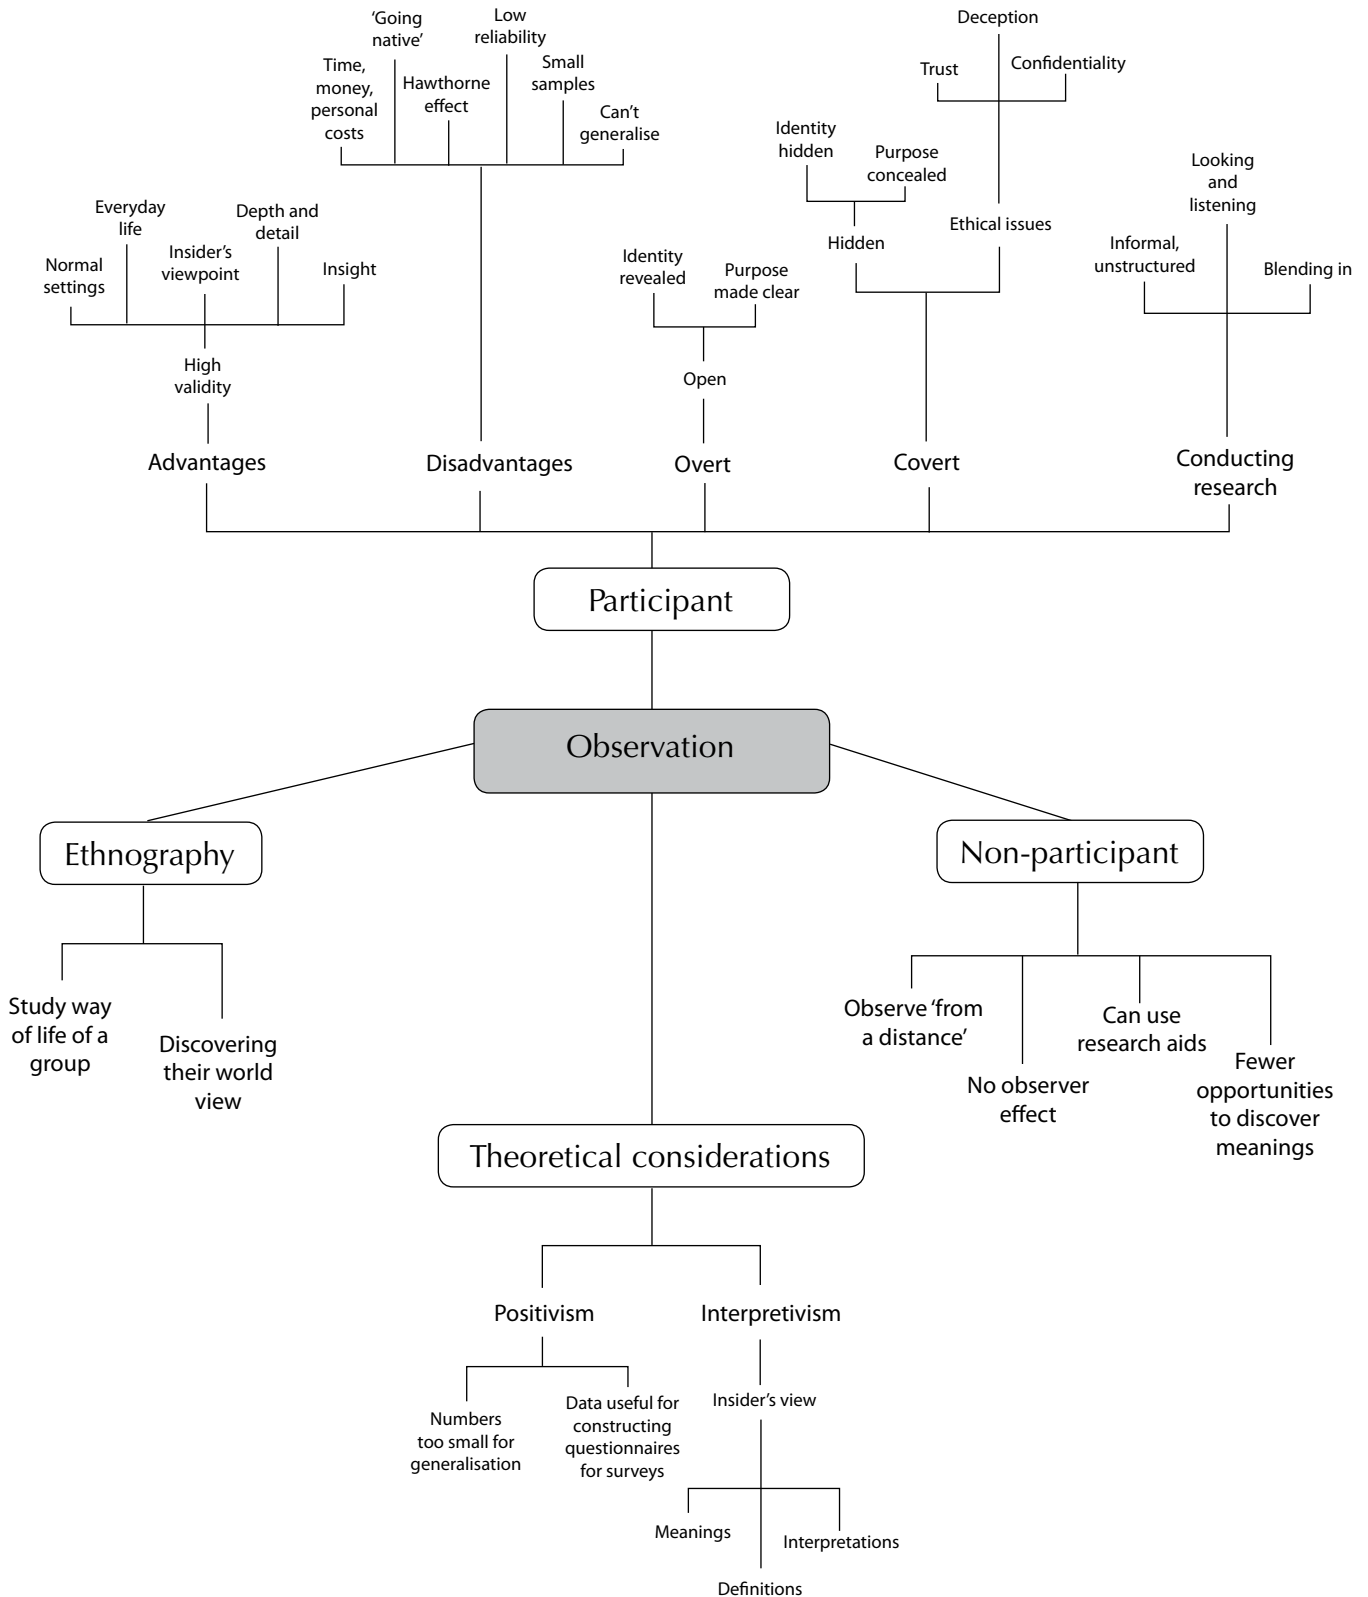 'Going
native'
Low
reliability
Time,
money,
personal
costs
Hawthorne
effect
Small
samples
Can't
generalise
Deception
Trust
Confidentiality
Identity
hidden
Purpose
concealed
Looking
and
listening
Everyday
life
Depth and
detail
Normal
settings
Insider's
viewpoint
Insight
Hidden
Ethical issues
Informal,
unstructured
Blending in
Identity
revealed
Purpose
made clear
High
validity
Open
Advantages
Disadvantages
Overt
Covert
Conducting
research
Participant
Observation
Ethnography
Non-participant
Study way
of life of a
group
Discovering
their world
view
Observe 'from
a distance'
No observer
effect
Can use
research aids
Fewer
opportunities
to discover
meanings
Theoretical considerations
Positivism
Interpretivism
Numbers
too small for
generalisation
Data useful for
constructing
questionnaires
for surveys
Insider's view
Meanings
Interpretations
Definitions